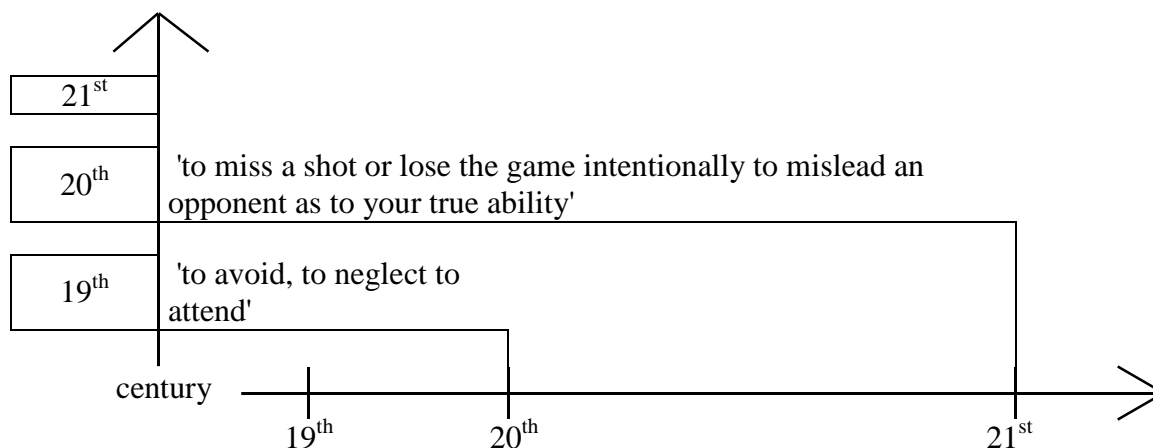 21st
20th
'to miss a shot or lose the game intentionally to mislead an
opponent as to your true ability'
19th
'to avoid, to neglect to
attend'
century
19th 20th 21st